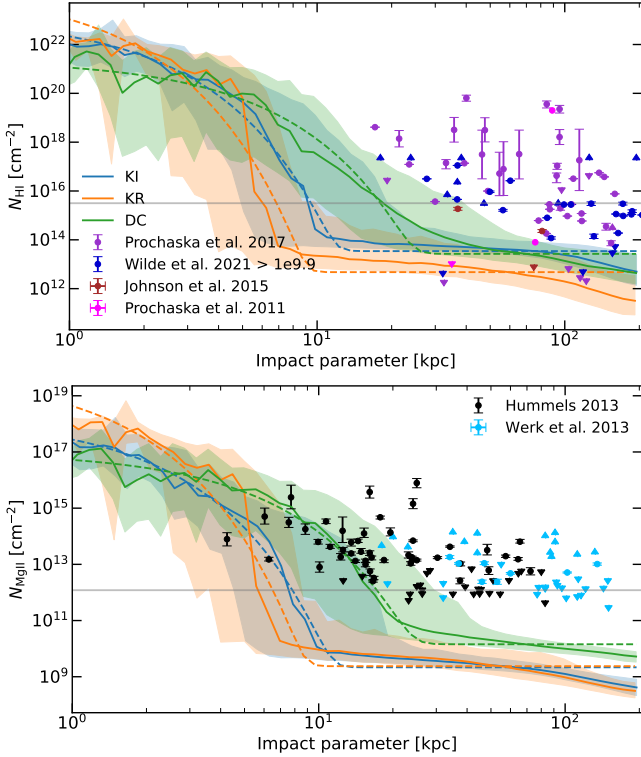 10^22
10^20
10^18
10^16
10^14
10^12
N_HI [cm^−2]
KI
KR
DC
Prochaska et al. 2017
Wilde et al. 2021 > 1e9.9
Johnson et al. 2015
Prochaska et al. 2011
10^0
10^1
10^2
Impact parameter [kpc]
10^19
10^17
10^15
10^13
10^11
10^9
N_MgII [cm^−2]
Hummels 2013
Werk et al. 2013
10^0
10^1
10^2
Impact parameter [kpc]